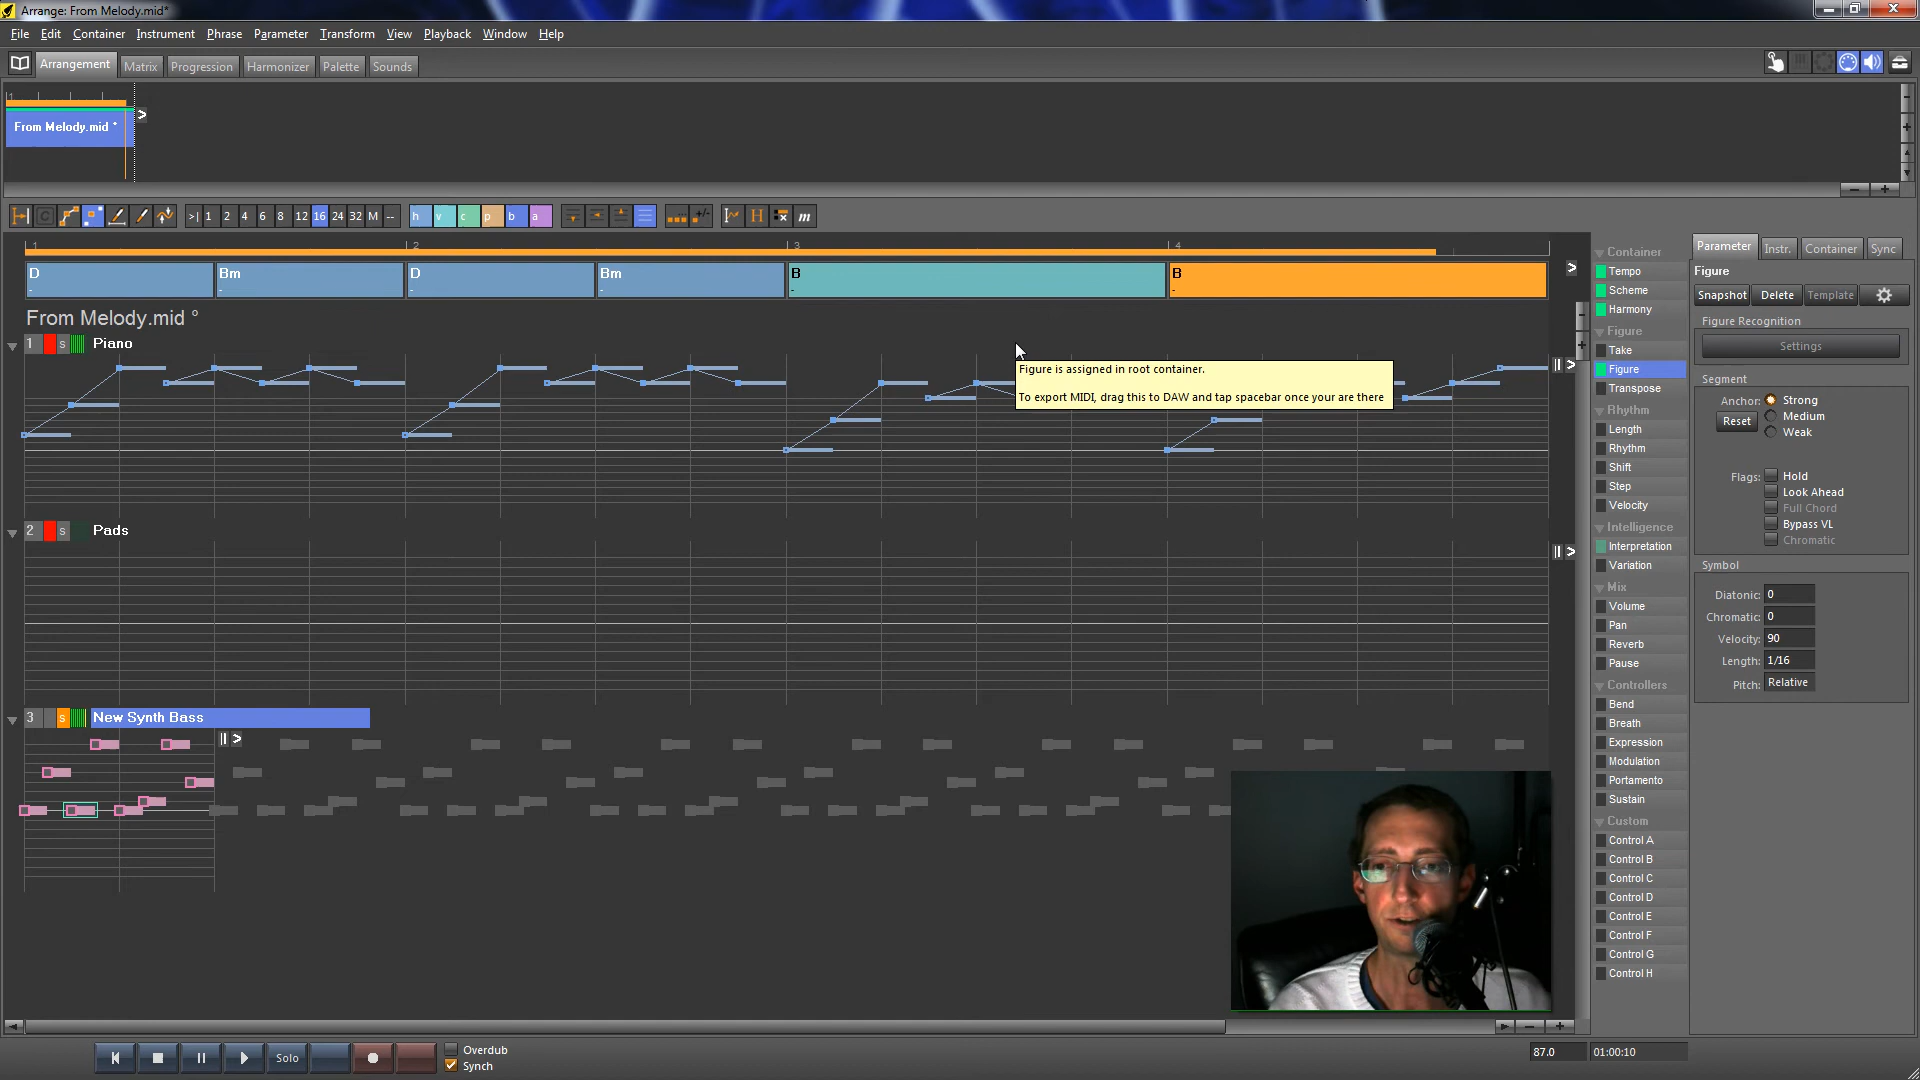 Arrange: From Melody.mid*
File Edit Container Instrument Phrase Parameter Transform View Playback Window Help
Arrangement Matrix Progression Harmonizer Palette Sounds
1
From Melody.mid *
>
>| 1 2 4 6 8 12 16 24 32 M -- h v c p b a H m
1 2 3 4
D Bm D Bm B B
- - - - - -
>
From Melody.mid °
1 s Piano
|| >
Figure is assigned in root container.
To export MIDI, drag this to DAW and tap spacebar once your are there
2 s Pads
|| >
3 s New Synth Bass
|| >
Container
Tempo
Scheme
Harmony
Figure
Take
Figure
Transpose
Rhythm
Length
Rhythm
Shift
Step
Velocity
Intelligence
Interpretation
Variation
Mix
Volume
Pan
Reverb
Pause
Controllers
Bend
Breath
Expression
Modulation
Portamento
Sustain
Custom
Control A
Control B
Control C
Control D
Control E
Control F
Control G
Control H
Parameter Instr. Container Sync
Figure
Snapshot Delete Template
Figure Recognition
Settings
Segment
Anchor: Strong
Reset Medium
Weak
Flags: Hold
Look Ahead
Full Chord
Bypass VL
Chromatic
Symbol
Diatonic: 0
Chromatic: 0
Velocity: 90
Length: 1/16
Pitch: Relative
Solo
Overdub
Synch
87.0 01:00:10